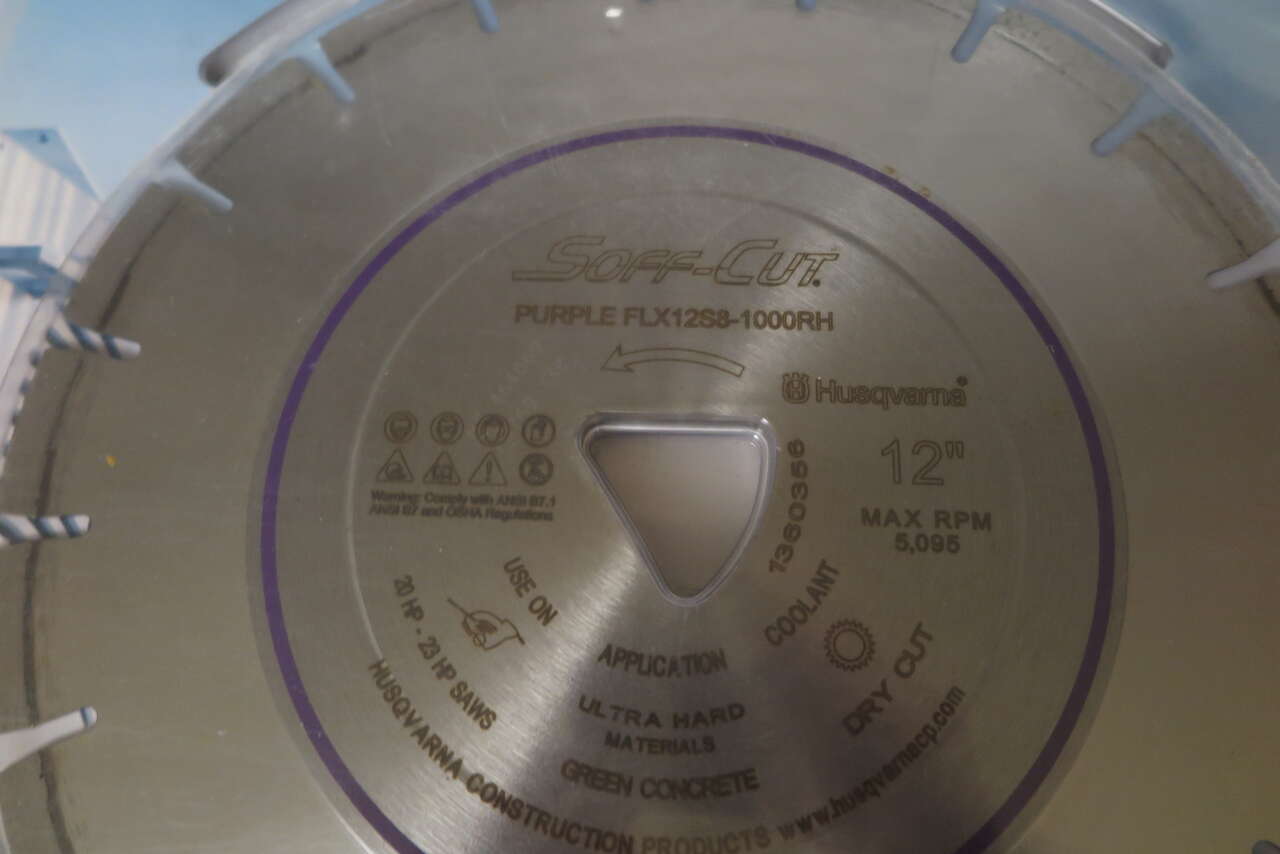 SOFF-CUT®
PURPLE FLX12S8-1000RH
Husqvarna®
12"
MAX RPM
5,095
1360356
Warning: Comply with ANSI B7.1
ANSI B7 and OSHA Regulations
USE ON
20 HP - 23 HP SAWS
APPLICATION
ULTRA HARD
MATERIALS
GREEN CONCRETE
COOLANT
DRY CUT
HUSQVARNA CONSTRUCTION PRODUCTS www.husqvarnacp.com